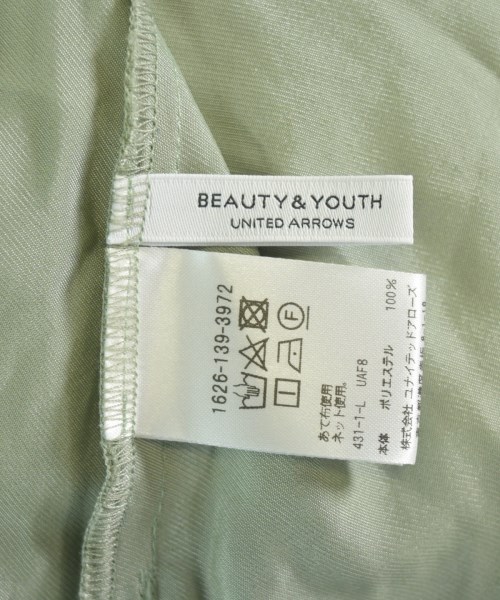 BEAUTY & YOUTH
UNITED ARROWS
1626-139-3972
F
あて布使用
ネット使用。
431-1-L UAF8
本体 ポリエステル 100%
株式会社 ユナイテッドアローズ